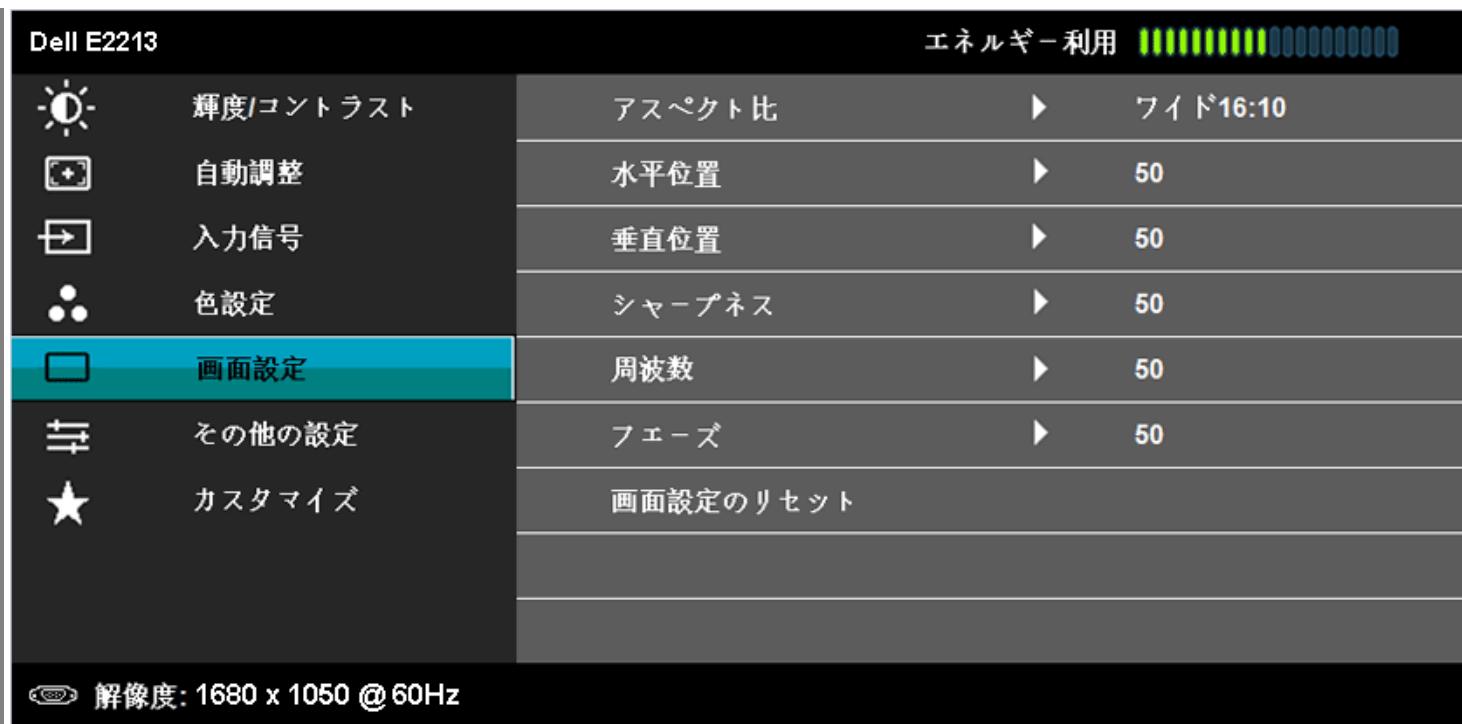 Dell E2213 エネルギー利用
輝度/コントラスト アスペクト比 ワイド16:10
自動調整 水平位置 50
入力信号 垂直位置 50
色設定 シャープネス 50
画面設定 周波数 50
その他の設定 フエーズ 50
カスタマイズ 画面設定のリセット
解像度: 1680 x 1050 @ 60Hz